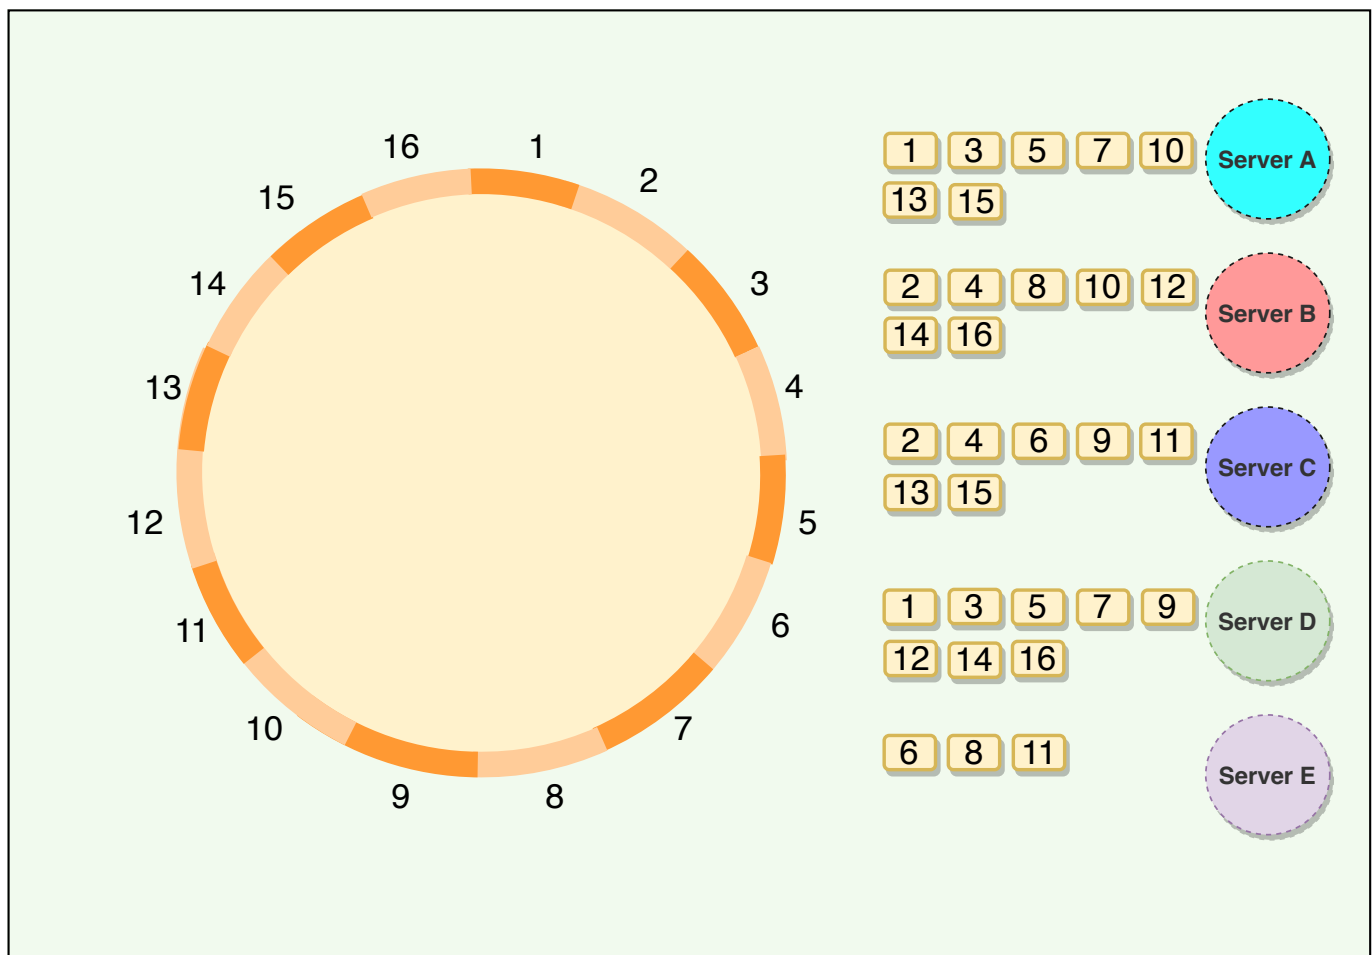 16 1
15 2
14 3
13 4
12 5
11 6
10 7
9 8
1 3 5 7 10
13 15
Server A
2 4 8 10 12
14 16
Server B
2 4 6 9 11
13 15
Server C
1 3 5 7 9
12 14 16
Server D
6 8 11
Server E